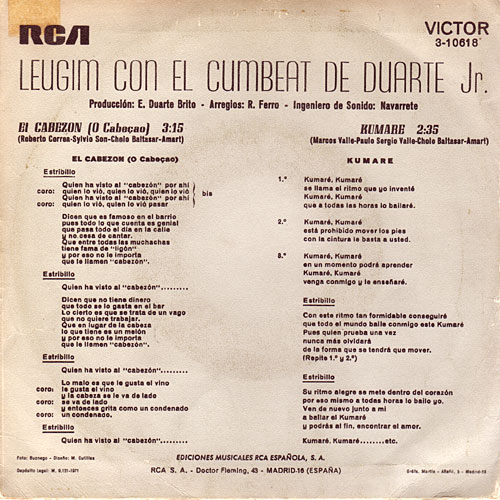 RCA
VICTOR
3-10618
LEUGIM CON EL CUMBEAT DE DUARTE Jr.
Producción: E. Duarte Brito - Arreglos: R. Ferro - Ingeniero de Sonido: Navarrete
El CABEZON (O Cabeçao) 3:15
(Roberto Correa-Sylvio Son-Cholo Baltasar-Amart)
EL CABEZON (O Cabeçao)
Estribillo
Quien ha visto al "cabezón" por ahí
coro: quien lo vió, quien lo vió, quien lo vió
Quien ha visto al "cabezón" por ahí
coro: quien lo vió, quien lo vió pasar
bis
Dicen que es famoso en el barrio
pues todo lo que cuenta es genial
que pasa todo el día en la calle
y no cesa de cantar.
Que entre todas las muchachas
tiene fama de "ligón"
y por eso no le importa
que le llamen "cabezón".
Estribillo
Quien ha visto al "cabezón".........
Dicen que no tiene dinero
que todo se lo gasta en el bar
Lo cierto es que se trata de un vago
que no quiere trabajar.
Que en lugar de la cabeza
lo que tiene es un melón
y por eso no le importa
que le llamen "cabezón".
Estribillo
Quien ha visto al "cabezón".........
Lo malo es que le gusta el vino
coro: le gusta el vino
y la cabeza se le va de lado
coro: se va de lado
y entonces grita como un condenado
coro: un condenado.
Estribillo
Quien ha visto al "cabezón".........
KUMARE 2:35
(Marcos Valle-Paulo Sergio Valle-Cholo Baltasar-Amart)
KUMARE
1.º Kumaré, Kumaré
se llama el ritmo que yo inventé
Kumaré, Kumaré
que a todas las horas lo bailaré.
2.º Kumaré, Kumaré
está prohibido mover los pies
con la cintura le basta a usted.
3.º Kumaré, Kumaré
en un momento podrá aprender
Kumaré, Kumaré
venga conmigo y le enseñaré.
Estribillo
Con este ritmo tan formidable conseguiré
que todo el mundo baile conmigo este Kumaré
Pues quien prueba una vez
nunca más olvidará
de la forma que se tendrá que mover.
(Repite 1.º y 2.º)
Estribillo
Su ritmo alegre se mete dentro del corazón
por eso mismo a todas horas lo bailo yo.
Ven de nuevo junto a mi
a bailar el Kumaré
y podrás al fin, encontrar el amor.
Kumaré, Kumaré.......etc.
Foto: Buenego - Diseño: M. Cutillas
Depósito Legal: M. 9.121-1971
EDICIONES MUSICALES RCA ESPAÑOLA, S. A.
RCA S. A. - Doctor Fleming, 43 - MADRID-16 (ESPAÑA)